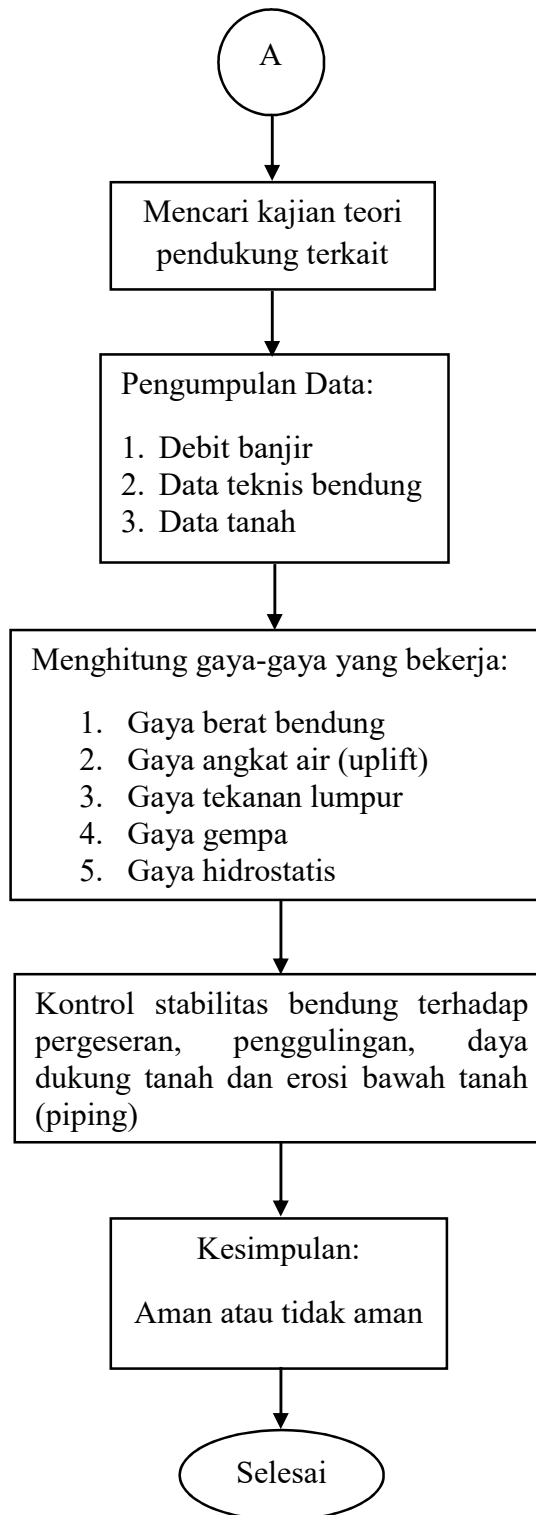 A
Mencari kajian teori
pendukung terkait
Pengumpulan Data:
1. Debit banjir
2. Data teknis bendung
3. Data tanah
Menghitung gaya-gaya yang bekerja:
1. Gaya berat bendung
2. Gaya angkat air (uplift)
3. Gaya tekanan lumpur
4. Gaya gempa
5. Gaya hidrostatis
Kontrol stabilitas bendung terhadap
pergeseran, penggulingan, daya
dukung tanah dan erosi bawah tanah
(piping)
Kesimpulan:
Aman atau tidak aman
Selesai